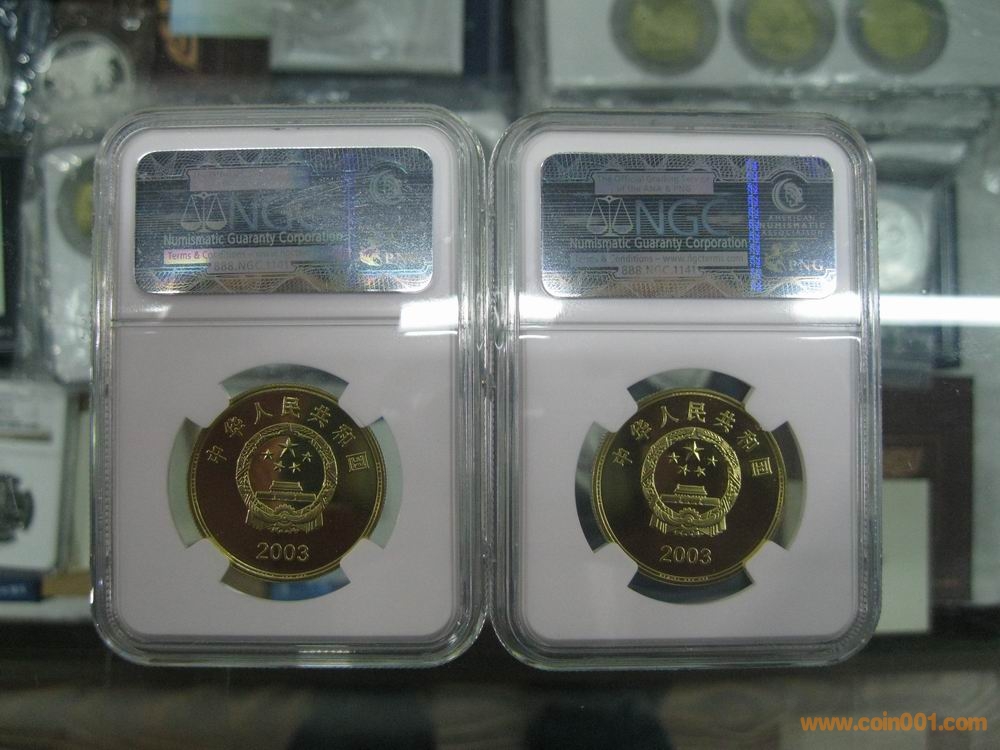 NGC
Numismatic Guaranty Corporation
888.NGC.1141
中华人民共和国
2003
Official Grading Service
of the ANA & PNG
NGC
Numismatic Guaranty Corporation
Terms & Conditions – www.ngcterms.com
888.NGC.1141
AMERICAN
NUMISMATIC
PNG
中华人民共和国
2003
www.coin001.com